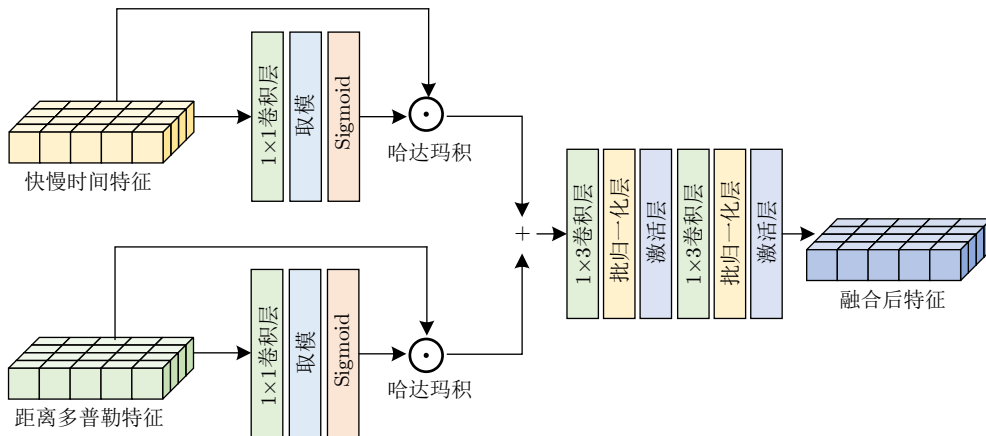 快慢时间特征
1×1卷积层
取模
Sigmoid
哈达玛积
距离多普勒特征
1×1卷积层
取模
Sigmoid
哈达玛积
+
1×3卷积层
批归一化层
激活层
1×3卷积层
批归一化层
激活层
融合后特征